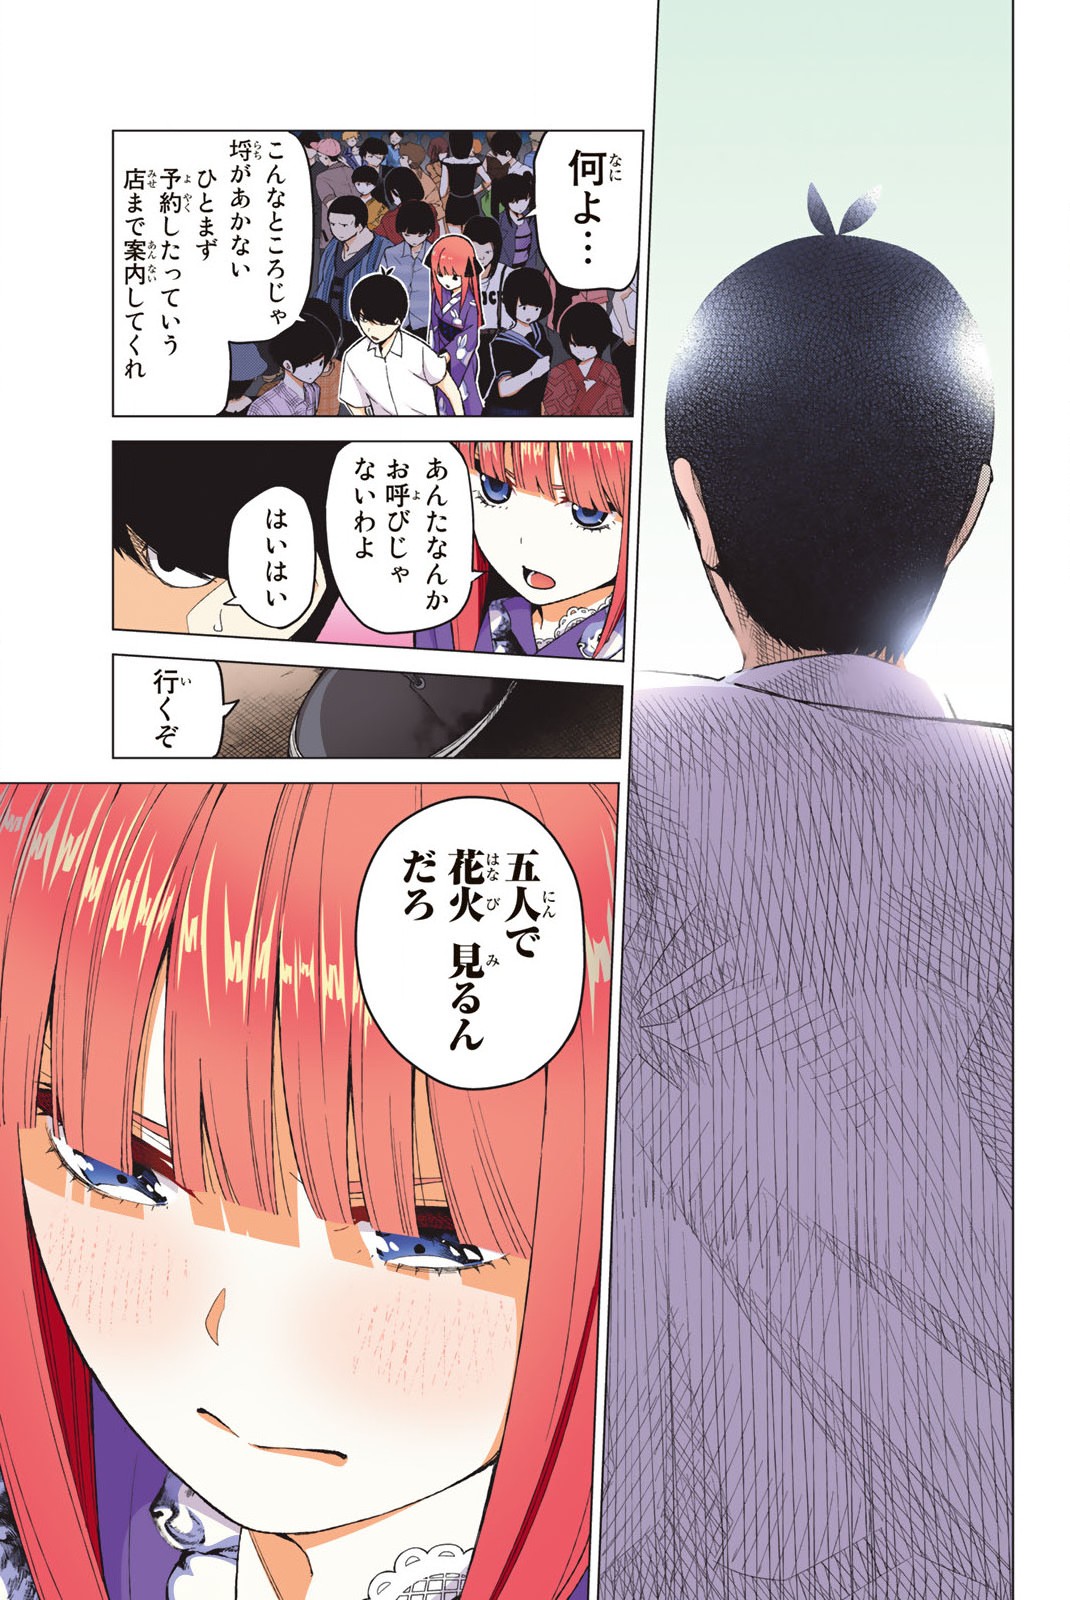 何よ…
こんなところじゃ
埒があかない
ひとまず
予約したっていう
店まで案内してくれ
あんたなんか
お呼びじゃ
ないわよ
はいはい
行くぞ
五人で
花火 見るん
だろ